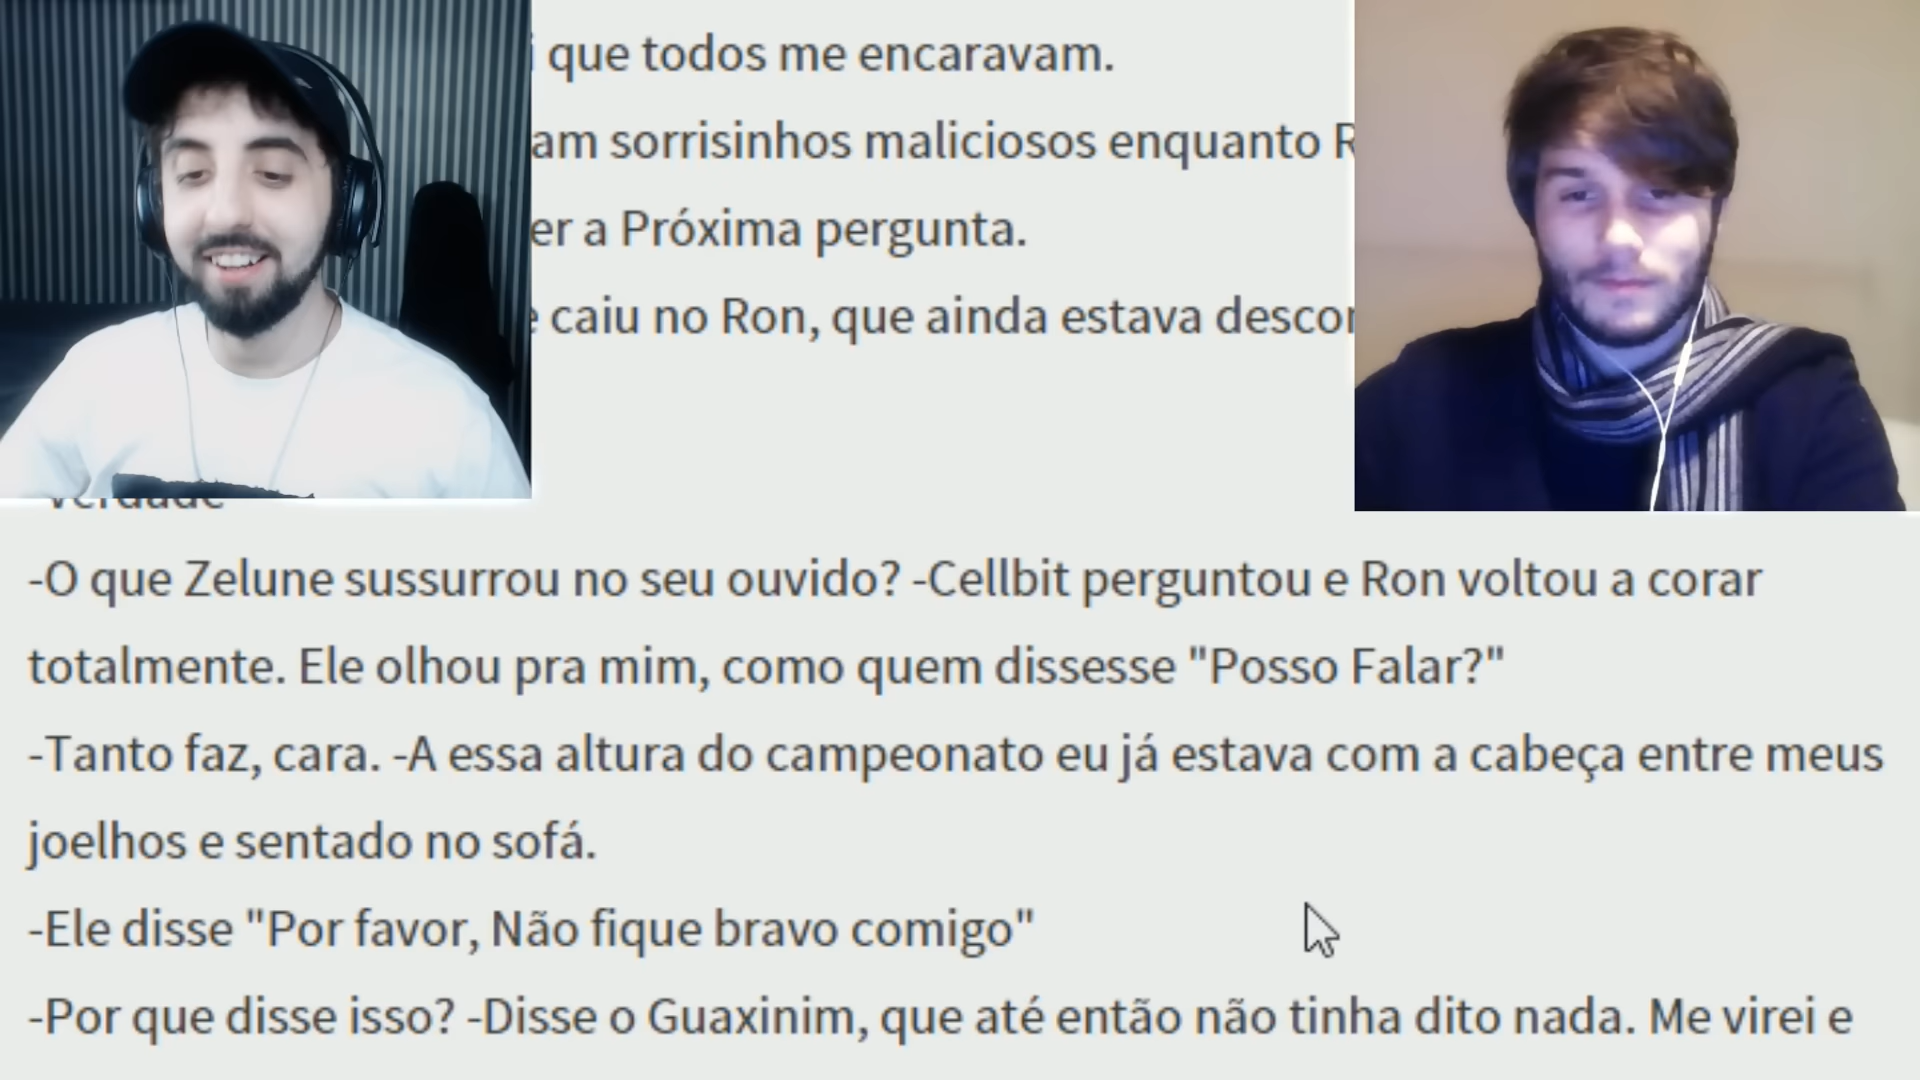 que todos me encaravam.
am sorrisinhos maliciosos enquanto R
er a Próxima pergunta.
e caiu no Ron, que ainda estava descon
verdade
-O que Zelune sussurrou no seu ouvido? -Cellbit perguntou e Ron voltou a corar
totalmente. Ele olhou pra mim, como quem dissesse "Posso Falar?"
-Tanto faz, cara. -A essa altura do campeonato eu já estava com a cabeça entre meus
joelhos e sentado no sofá.
-Ele disse "Por favor, Não fique bravo comigo"
-Por que disse isso? -Disse o Guaxinim, que até então não tinha dito nada. Me virei e